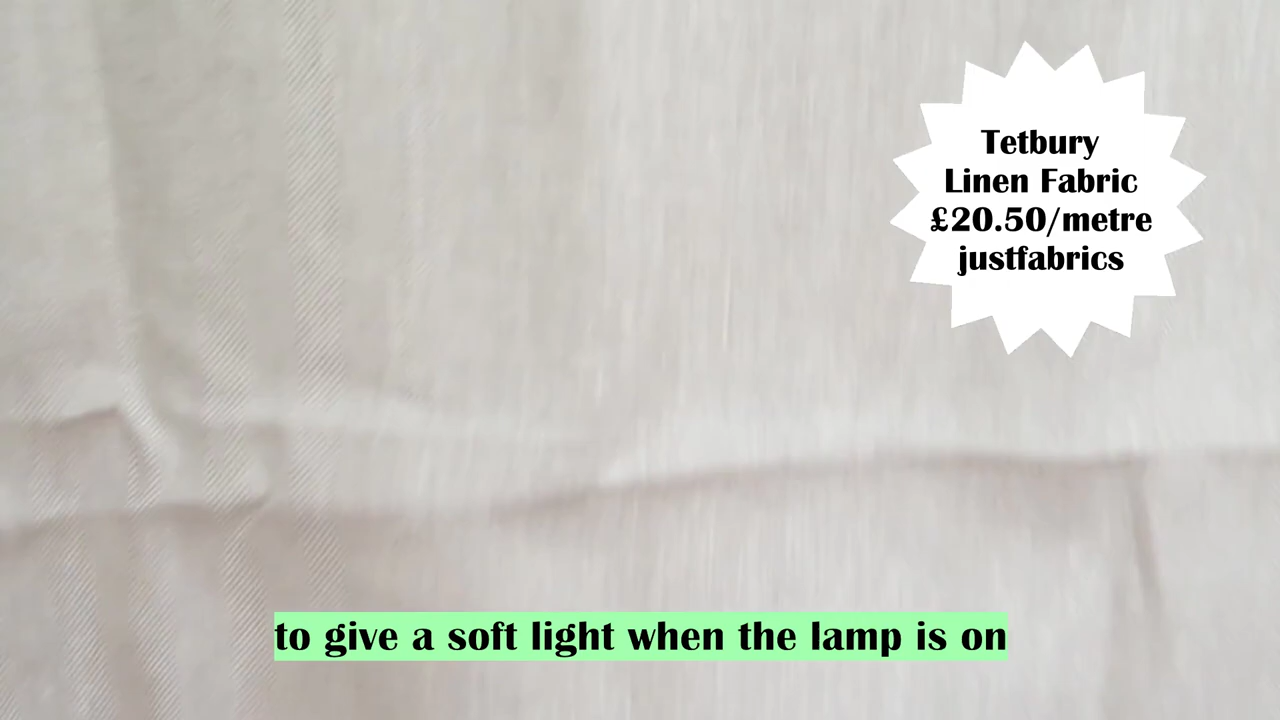 Tetbury
Linen Fabric
£20.50/metre
justfabrics
to give a soft light when the lamp is on